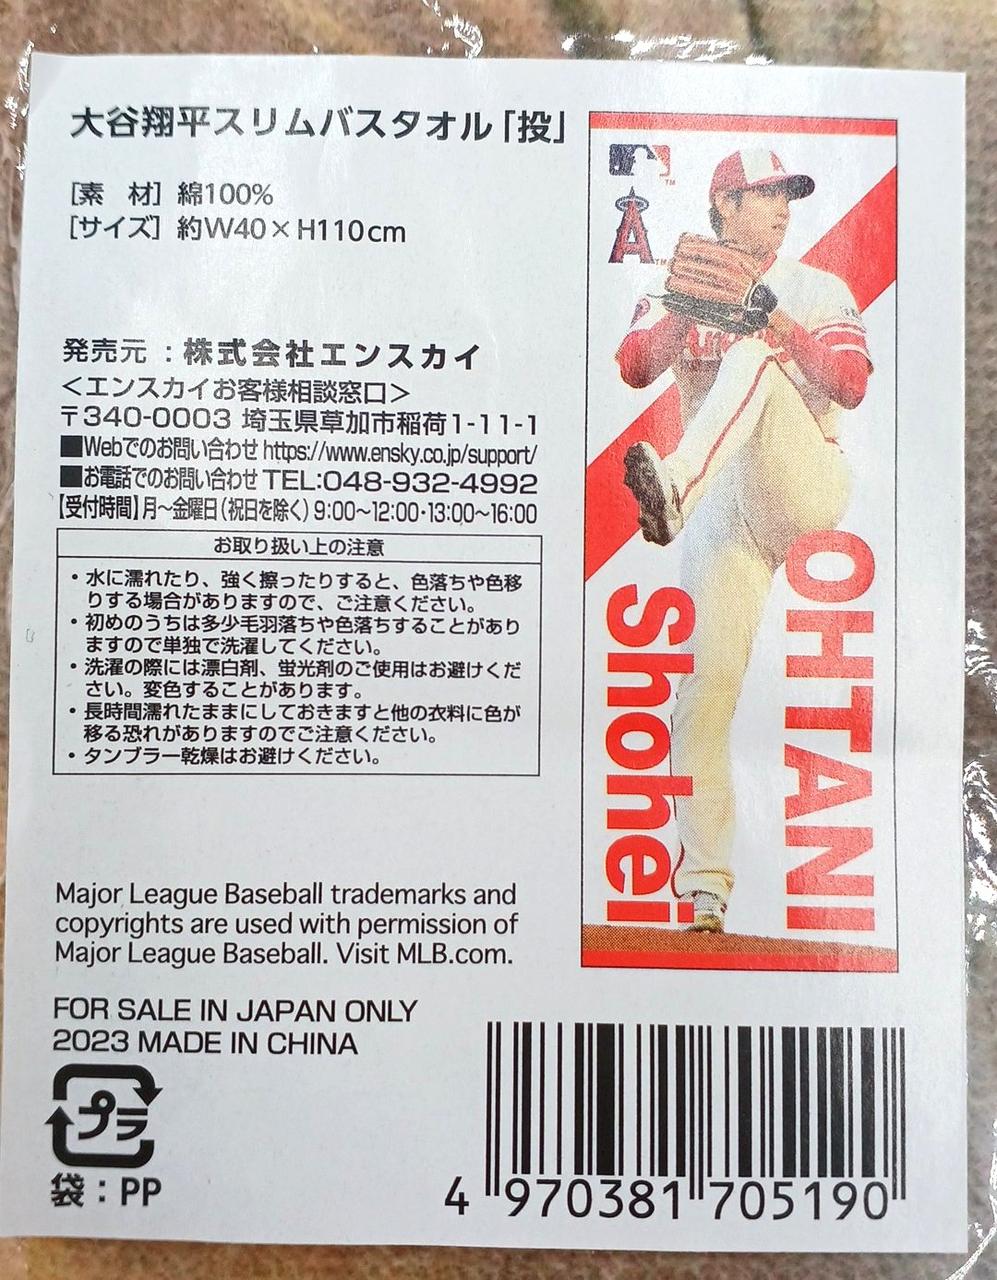 大谷翔平スリムバスタオル「投」
[素　材] 綿100%
[サイズ] 約W40×H110cm
発売元：株式会社エンスカイ
<エンスカイお客様相談窓口>
〒340-0003 埼玉県草加市稲荷1-11-1
■Webでのお問い合わせ https://www.ensky.co.jp/support/
■お電話でのお問い合わせ TEL:048-932-4992
【受付時間】月～金曜日（祝日を除く）9:00～12:00・13:00～16:00
お取り扱い上の注意
・水に濡れたり、強く擦ったりすると、色落ちや色移
りする場合がありますので、ご注意ください。
・初めのうちは多少毛羽落ちや色落ちすることがあり
ますので単独で洗濯してください。
・洗濯の際には漂白剤、蛍光剤のご使用はお避けくだ
さい。変色することがあります。
・長時間濡れたままにしておきますと他の衣料に色が
移る恐れがありますのでご注意ください。
・タンブラー乾燥はお避けください。
Major League Baseball trademarks and
copyrights are used with permission of
Major League Baseball. Visit MLB.com.
FOR SALE IN JAPAN ONLY
2023 MADE IN CHINA
プラ
袋：PP
TM
A
TM
OHTANI
Shohei
4 970381 705190